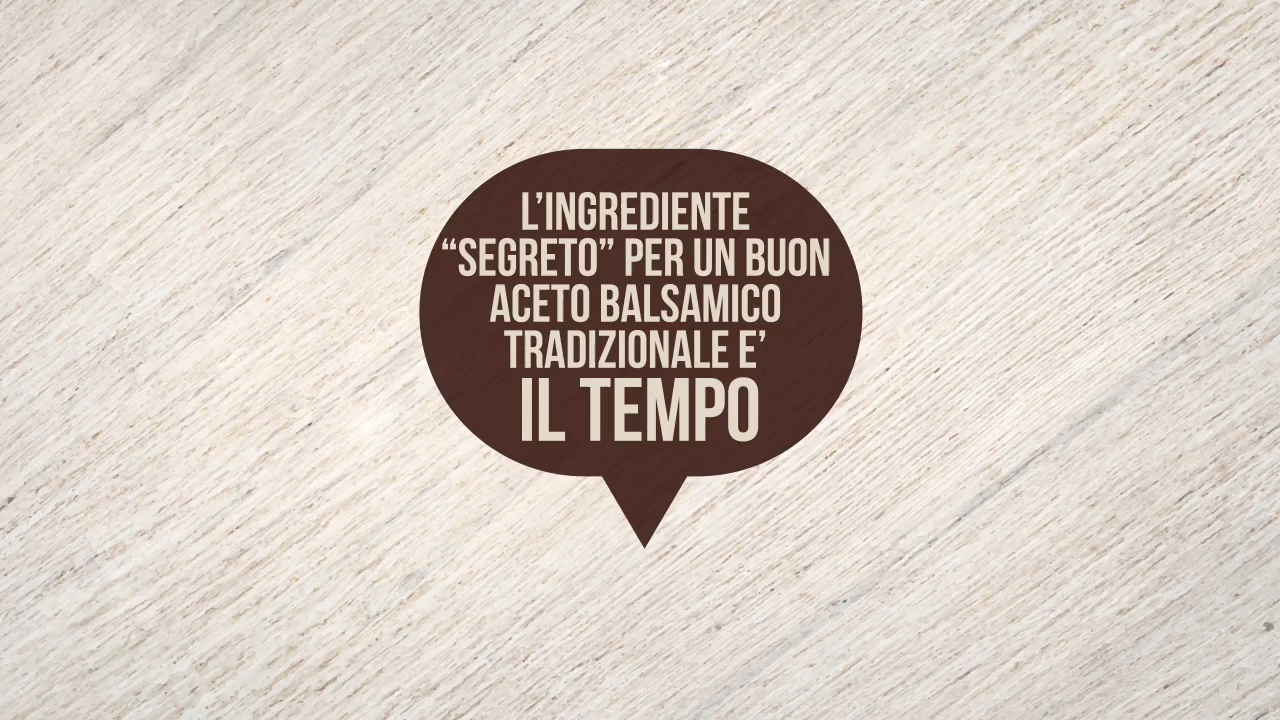 L’INGREDIENTE
“SEGRETO” PER UN BUON
ACETO BALSAMICO
TRADIZIONALE E’
IL TEMPO